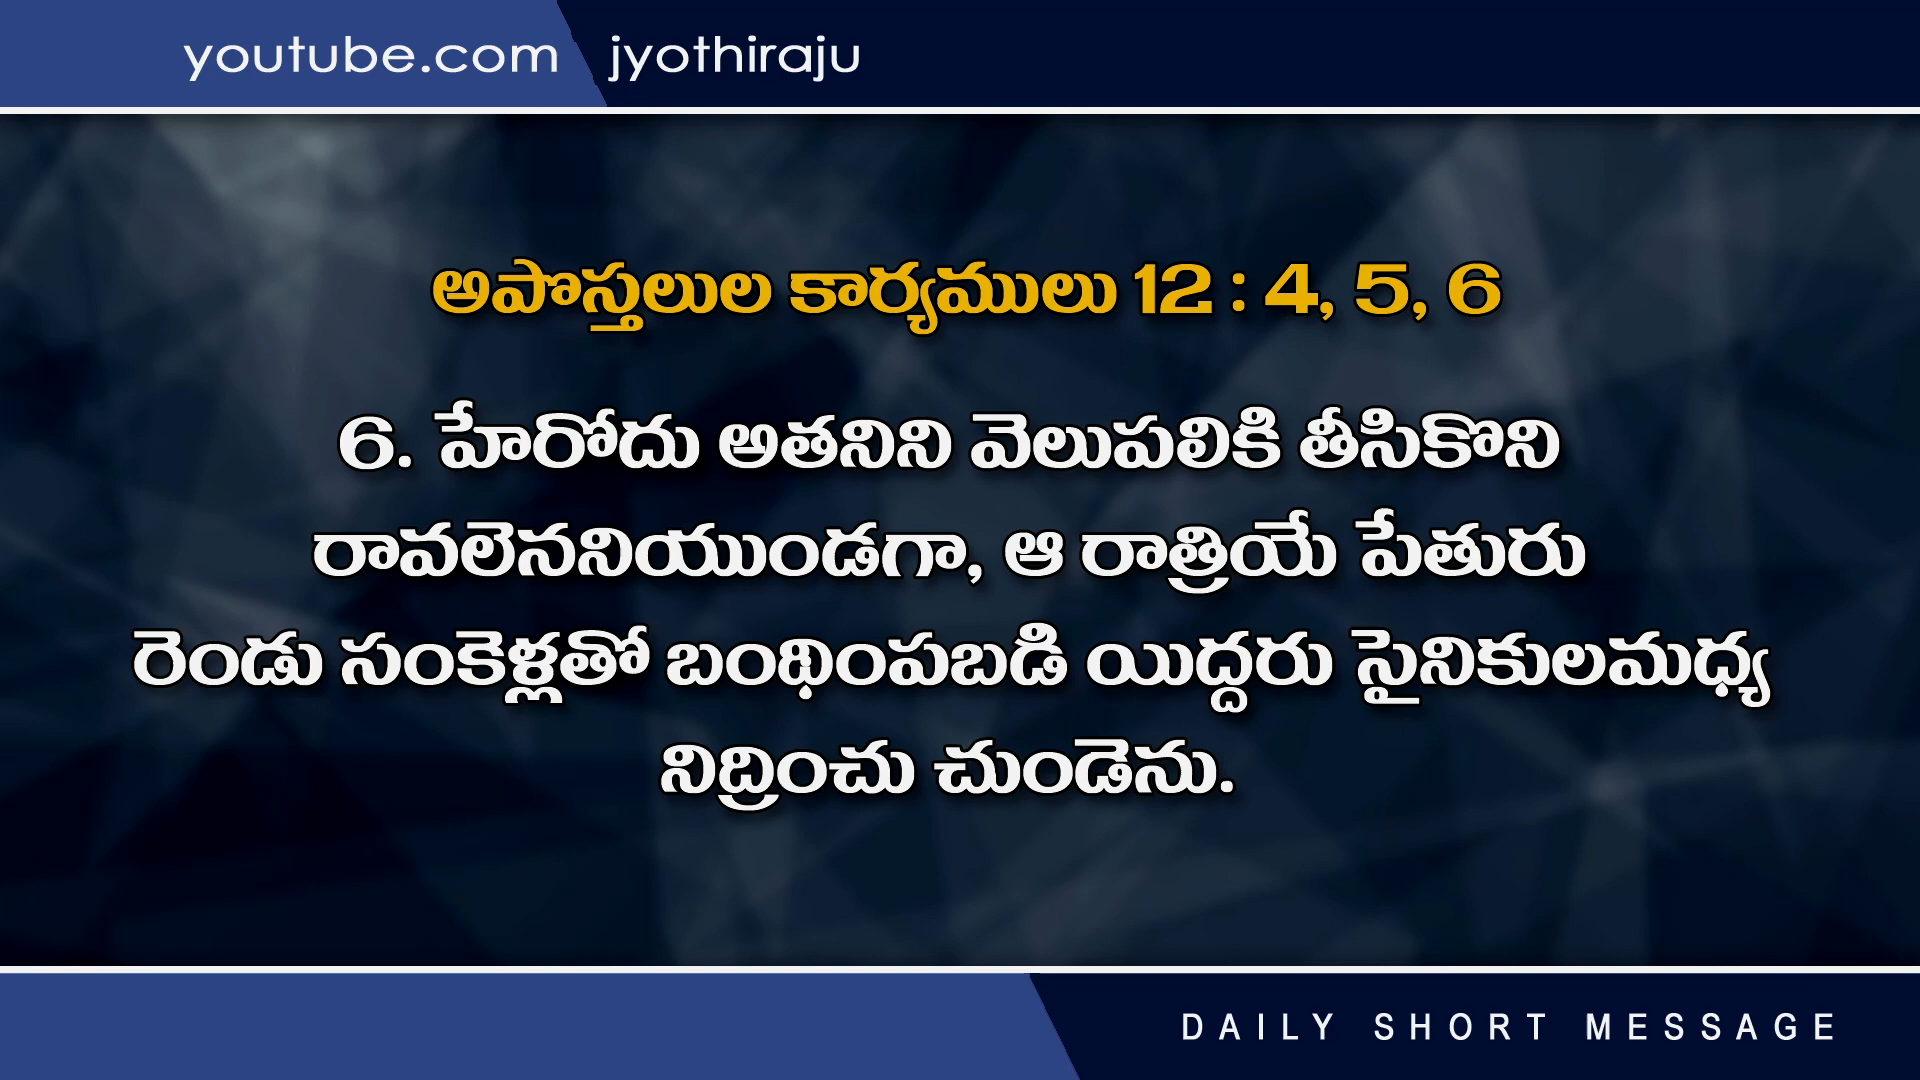 youtube.com jyothiraju
అపొస్తలుల కార్యములు 12 : 4, 5, 6
6. హేరోదు అతనిని వెలుపలికి తీసికొని
రావలెననియుండగా, ఆ రాత్రియే పేతురు
రెండు సంకెళ్లతో బంధింపబడి యిద్దరు సైనికులమధ్య
నిద్రించు చుండెను.
DAILY SHORT MESSAGE